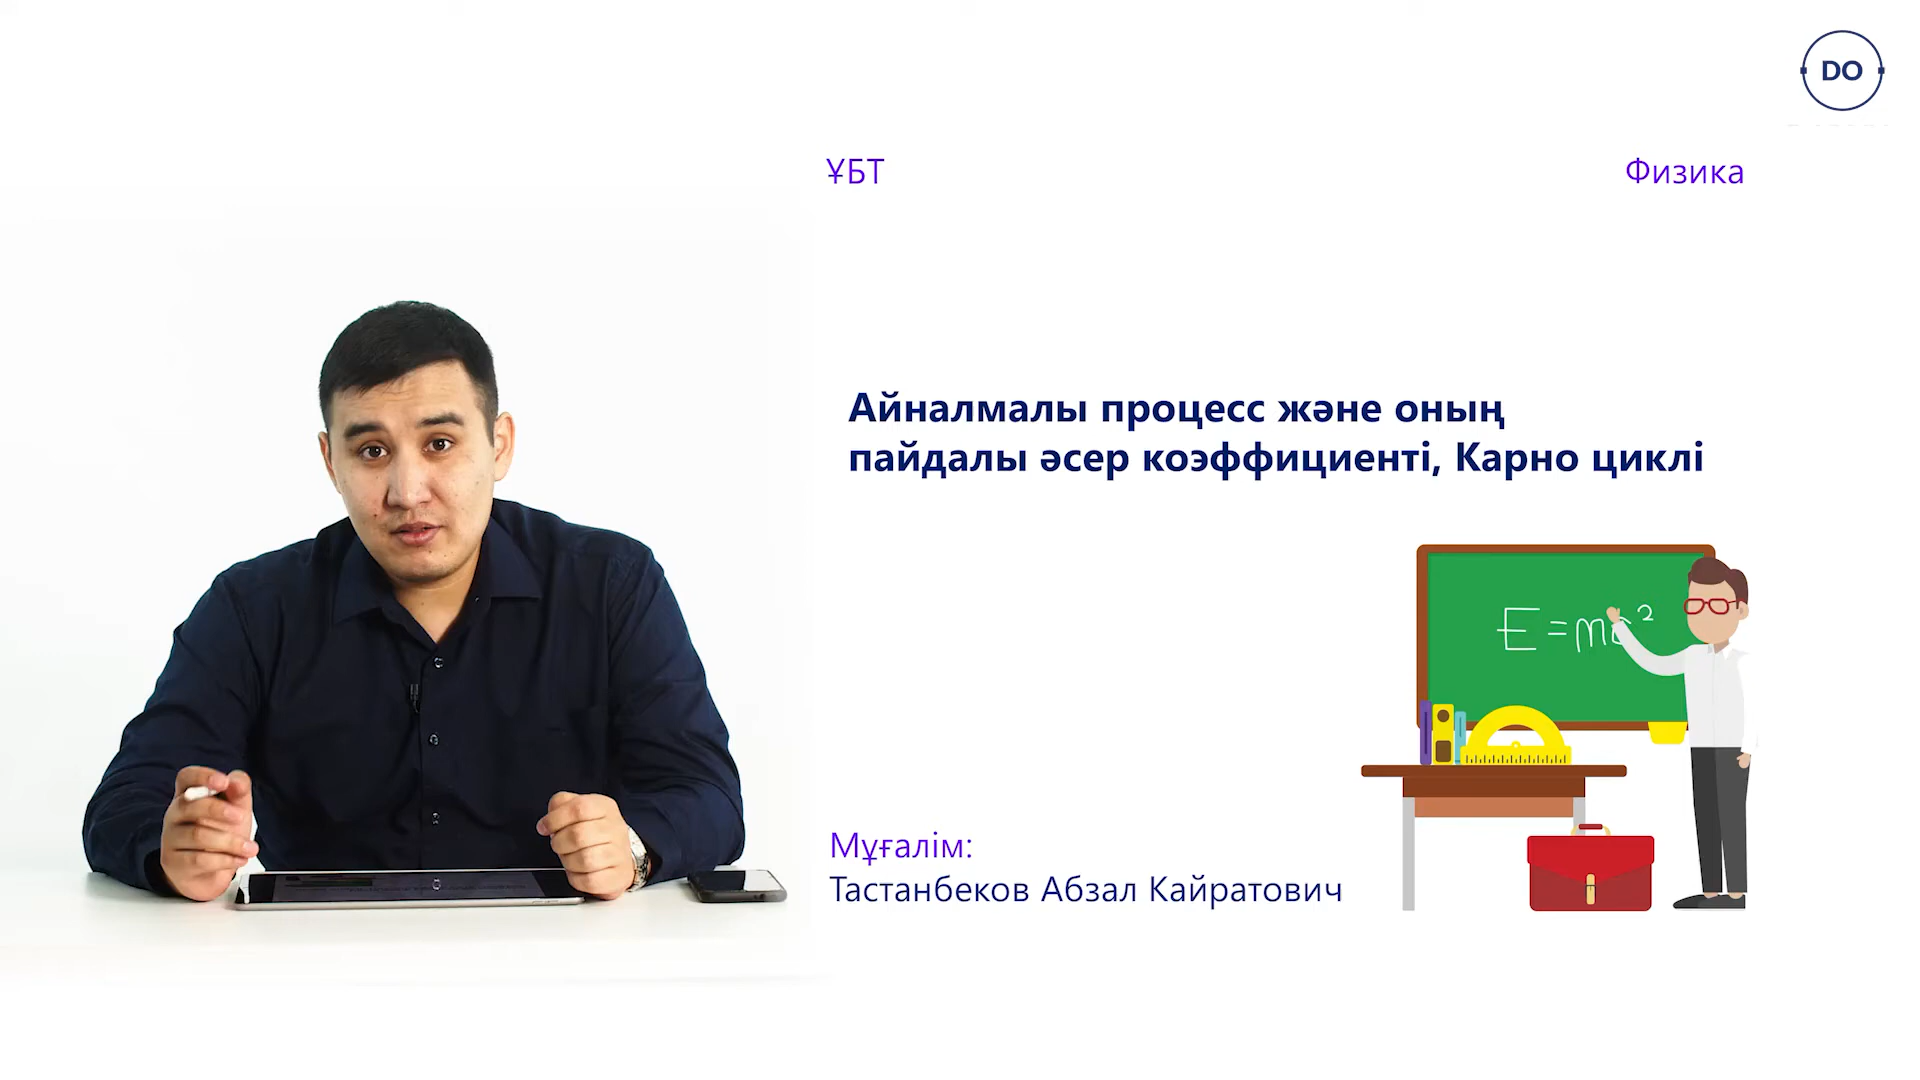 DO
ҰБТ
Физика
Айналмалы процесс және оның
пайдалы әсер коэффициенті, Карно циклі
E=mc²
Мұғалім:
Тастанбеков Абзал Кайратович